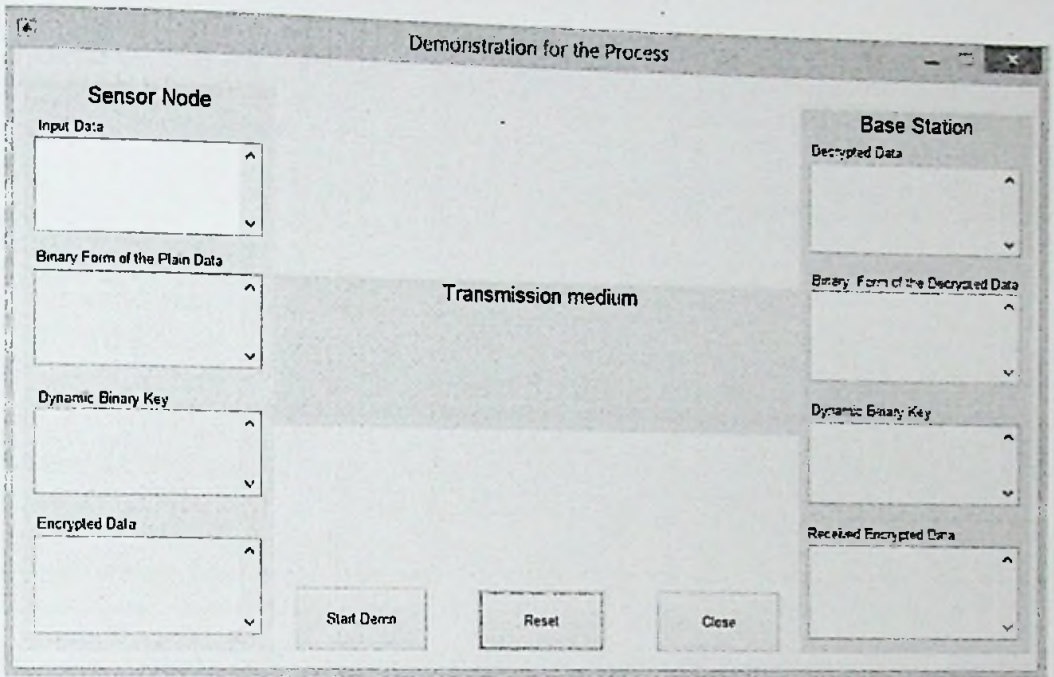 Demonstration for the Process
Sensor Node
Input Data
Binary Form of the Plain Data
Dynamic Binary Key
Encrypted Data
Transmission medium
Start Demo
Reset
Close
Base Station
Decrypted Data
Binary Form of the Decrypted Data
Dynamic Binary Key
Received Encrypted Data